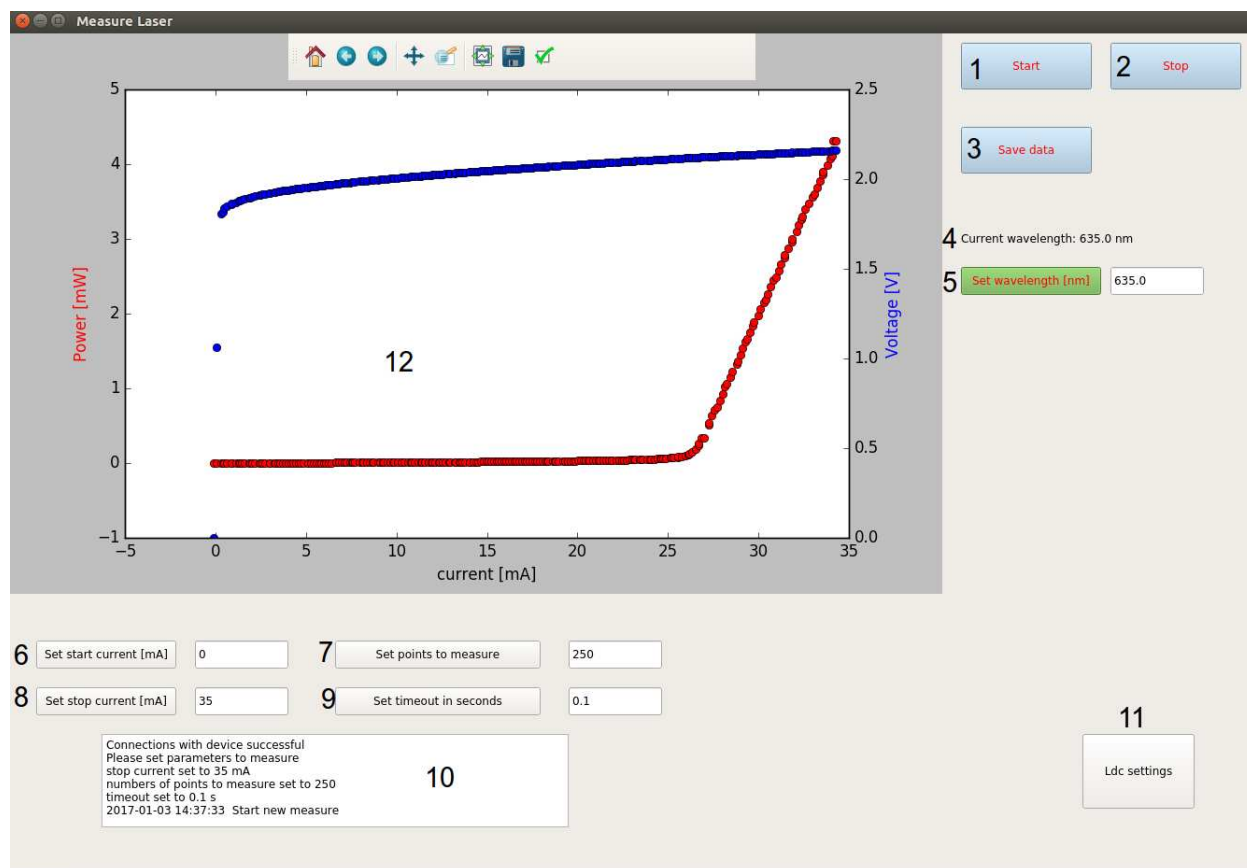 Measure Laser
1 Start
2 Stop
3 Save data
4 Current wavelength: 635.0 nm
5 Set wavelength [nm] 635.0
5
4
3
2
1
0
−1
Power [mW]
2.5
2.0
1.5
1.0
0.5
0.0
Voltage [V]
12
−5 0 5 10 15 20 25 30 35
current [mA]
6 Set start current [mA] 0
7 Set points to measure 250
8 Set stop current [mA] 35
9 Set timeout in seconds 0.1
Connections with device successful
Please set parameters to measure
stop current set to 35 mA
numbers of points to measure set to 250
timeout set to 0.1 s
2017-01-03 14:37:33 Start new measure
10
11
Ldc settings